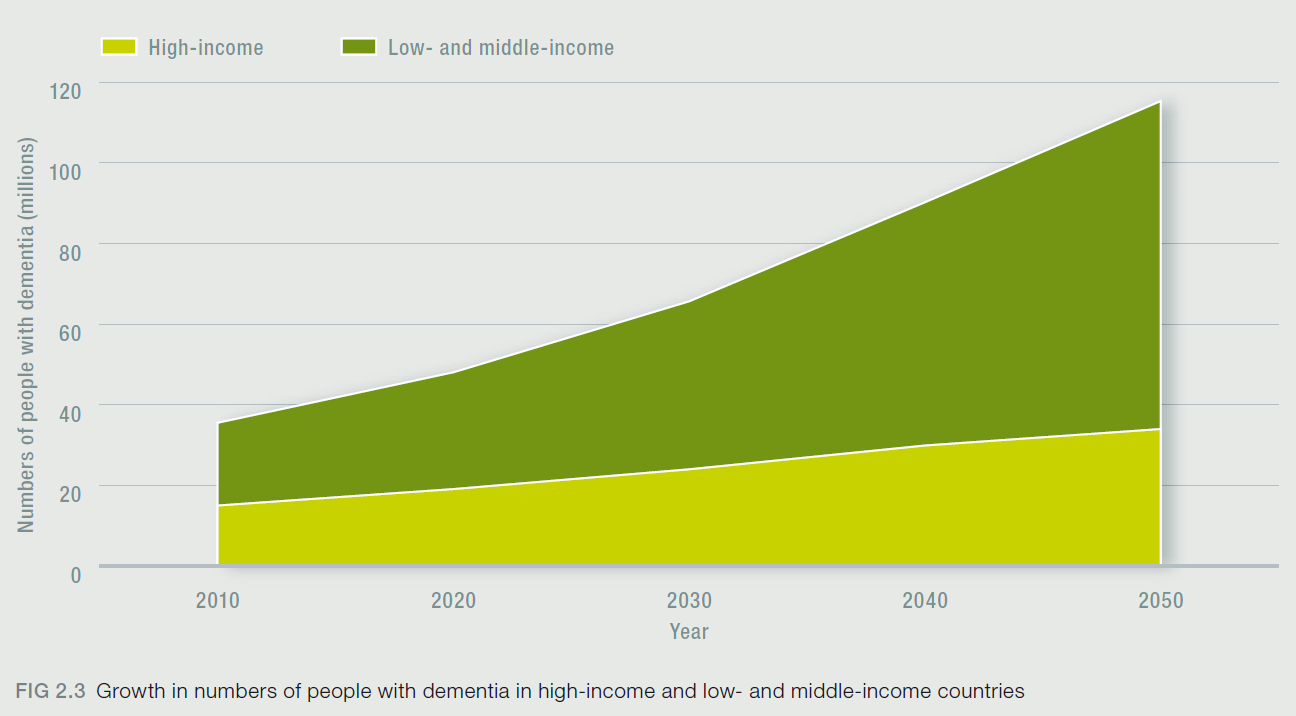 High-income
Low- and middle-income
120
100
80
60
40
20
0
Numbers of people with dementia (millions)
2010 2020 2030 2040 2050
Year
FIG 2.3 Growth in numbers of people with dementia in high-income and low- and middle-income countries